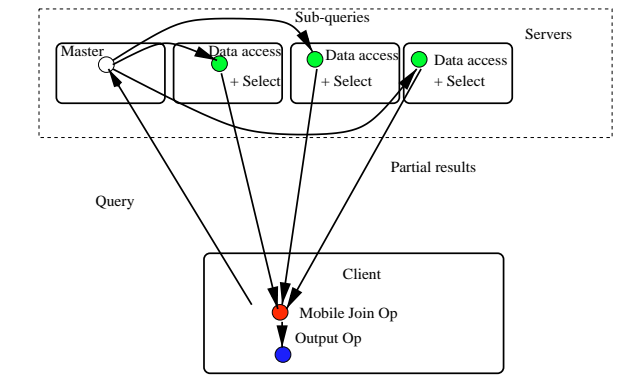 Sub-queries
Servers
Master
Data access
+ Select
Data access
+ Select
Data access
+ Select
Partial results
Query
Client
Mobile Join Op
Output Op